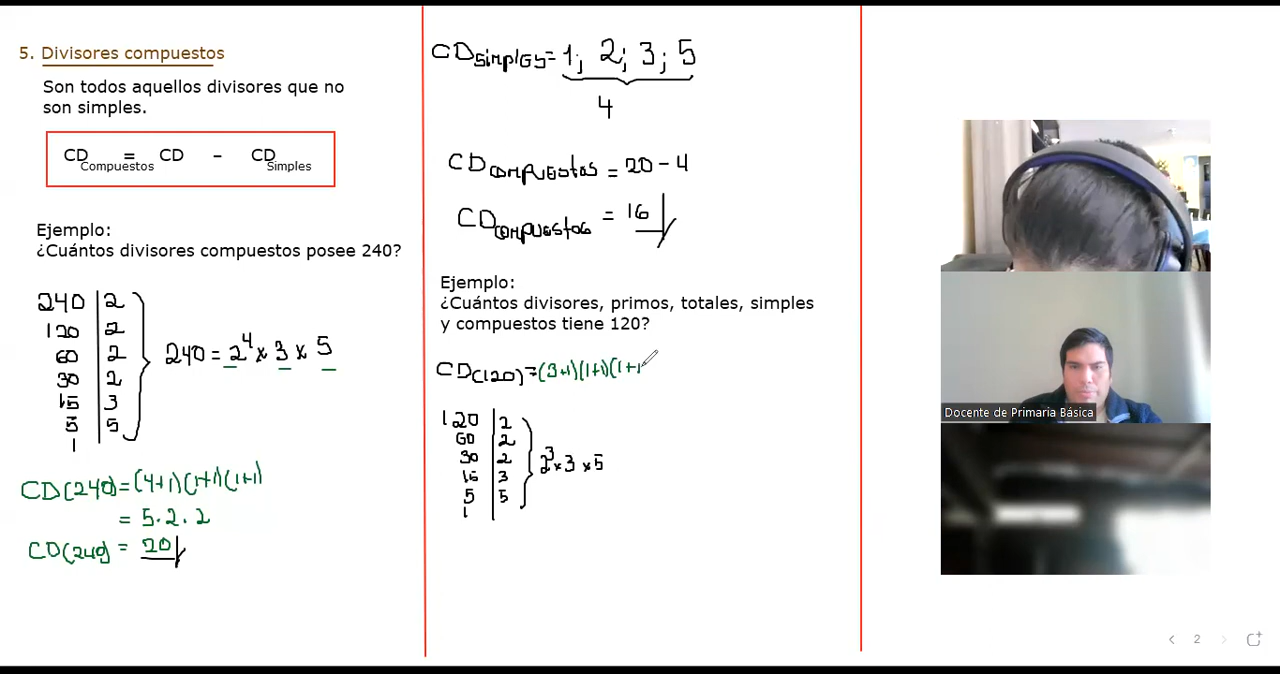 5. Divisores compuestos
Son todos aquellos divisores que no
son simples.
CD Compuestos = CD - CD Simples
Ejemplo:
¿Cuántos divisores compuestos posee 240?
240 | 2
120 | 2
60 | 2
30 | 2
15 | 3
5 | 5
1
240 = 2⁴ × 3 × 5
CD(240) = (4+1)(1+1)(1+1)
= 5·2·2
CD(240) = 20
CD simples = 1; 2; 3; 5
4
CD compuestos = 20 - 4
CD compuestos = 16
Ejemplo:
¿Cuántos divisores, primos, totales, simples
y compuestos tiene 120?
CD(120) = (3+1)(1+1)(1+1
120 | 2
60 | 2
30 | 2
15 | 3
5 | 5
1
2³ × 3 × 5
Docente de Primaria Básica
2